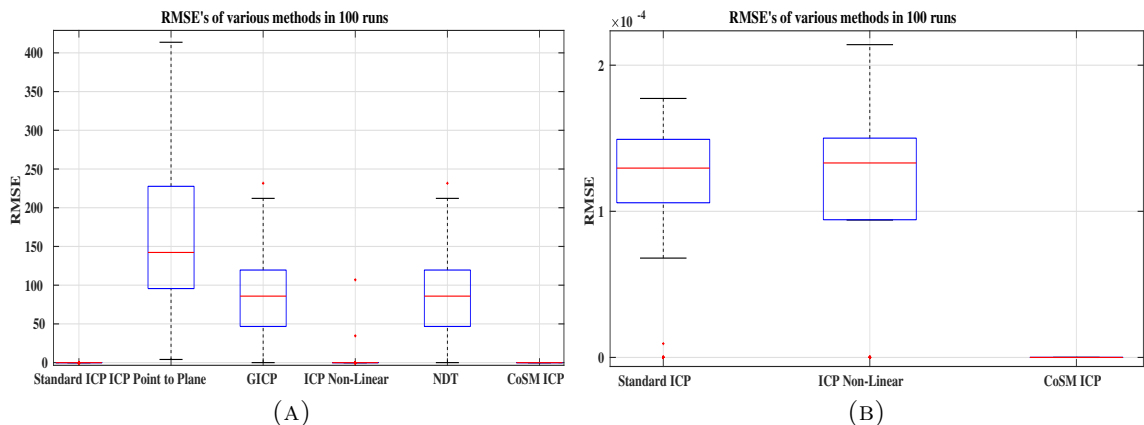 RMSE's of various methods in 100 runs
400
350
300
250
200
150
100
50
0
RMSE
Standard ICP ICP Point to Plane GICP ICP Non-Linear NDT CoSM ICP
(A)
RMSE's of various methods in 100 runs
×10 -4
2
1
0
RMSE
Standard ICP ICP Non-Linear CoSM ICP
(B)